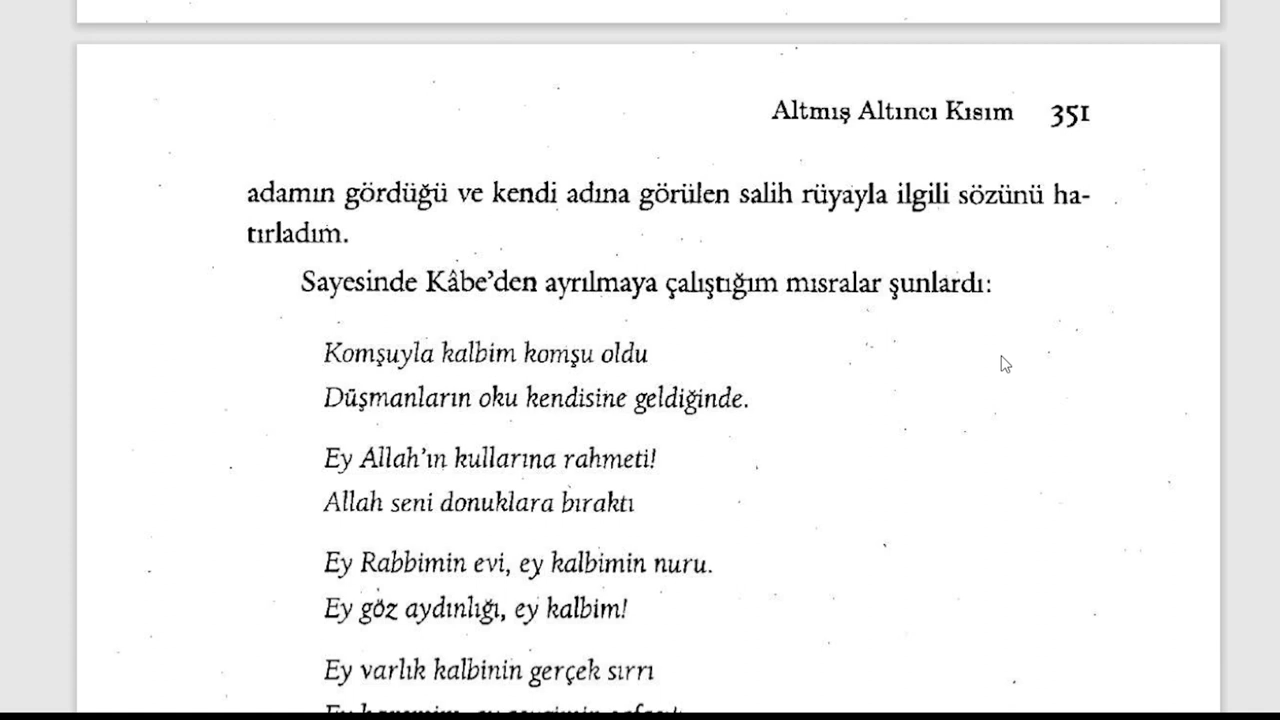 Altmış Altıncı Kısım 351
adamın gördüğü ve kendi adına görülen salih rüyayla ilgili sözünü ha-
tırladım.
Sayesinde Kâbe'den ayrılmaya çalıştığım mısralar şunlardı:
Komşuyla kalbim komşu oldu
Düşmanların oku kendisine geldiğinde.
Ey Allah'ın kullarına rahmeti!
Allah seni donuklara bıraktı
Ey Rabbimin evi, ey kalbimin nuru.
Ey göz aydınlığı, ey kalbim!
Ey varlık kalbinin gerçek sırrı